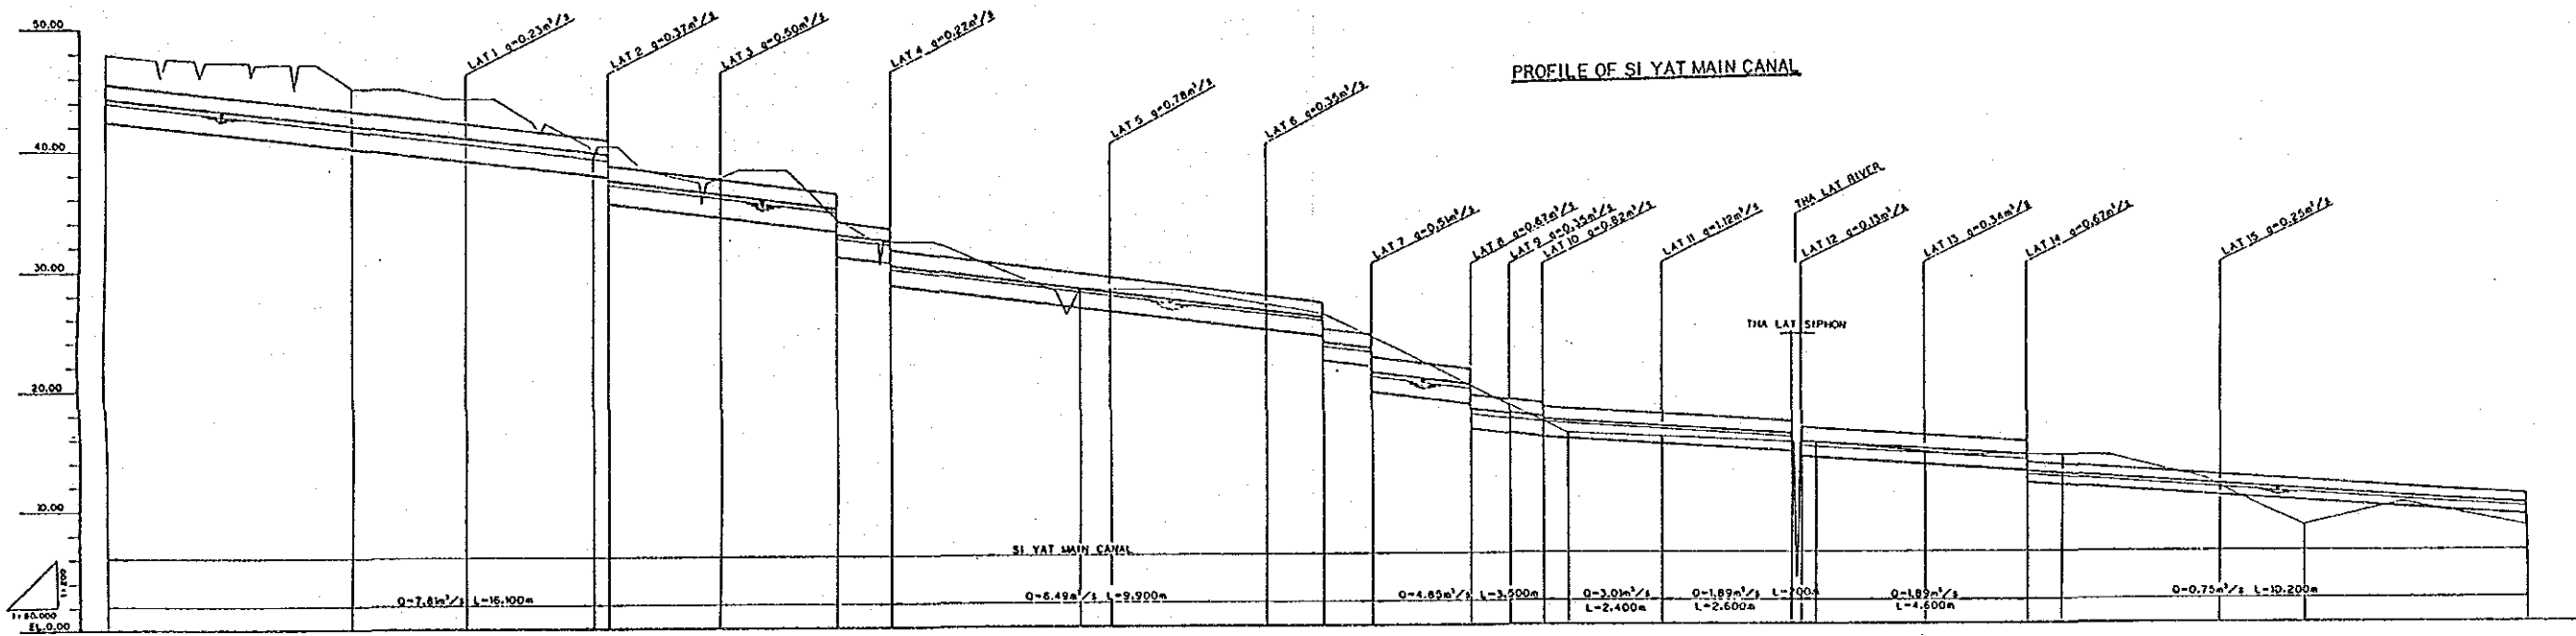 PROFILE OF SI YAT MAIN CANAL
50.00
40.00
30.00
20.00
10.00
EL.0.00
LAT 1 q=0.23m³/s
LAT 2 q=0.37m³/s
LAT 3 q=0.50m³/s
LAT 4 q=0.22m³/s
LAT 5 q=0.78m³/s
LAT 6 q=0.35m³/s
LAT 7 q=0.51m³/s
LAT 8 q=0.67m³/s
LAT 9 q=0.35m³/s
LAT 10 q=0.82m³/s
LAT 11 q=1.12m³/s
THA LAT RIVER
LAT 12 q=0.13m³/s
LAT 13 q=0.34m³/s
LAT 14 q=0.67m³/s
LAT 15 q=0.25m³/s
THA LAT SIPHON
SI YAT MAIN CANAL
Q=7.81m³/s L=16.100m
Q=6.49m³/s L=9.900m
Q=4.85m³/s L=3.500m
Q=3.01m³/s
L=2.400m
Q=1.89m³/s
L=2.600m
L=200m
Q=1.89m³/s
L=4.600m
Q=0.75m³/s L=10.200m
1:200